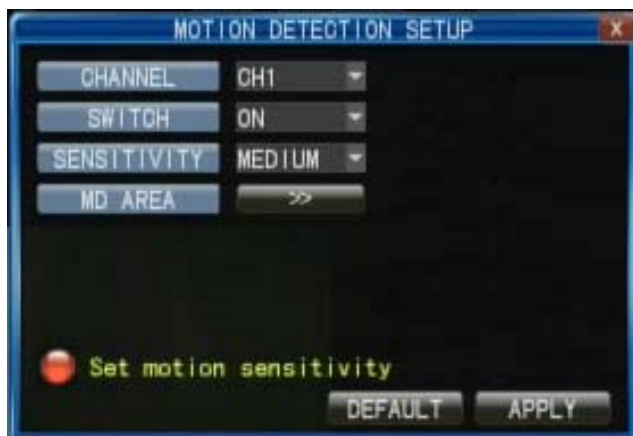 MOTION DETECTION SETUP X
CHANNEL CH1
SWITCH ON
SENSITIVITY MEDIUM
MD AREA >>
Set motion sensitivity
DEFAULT APPLY